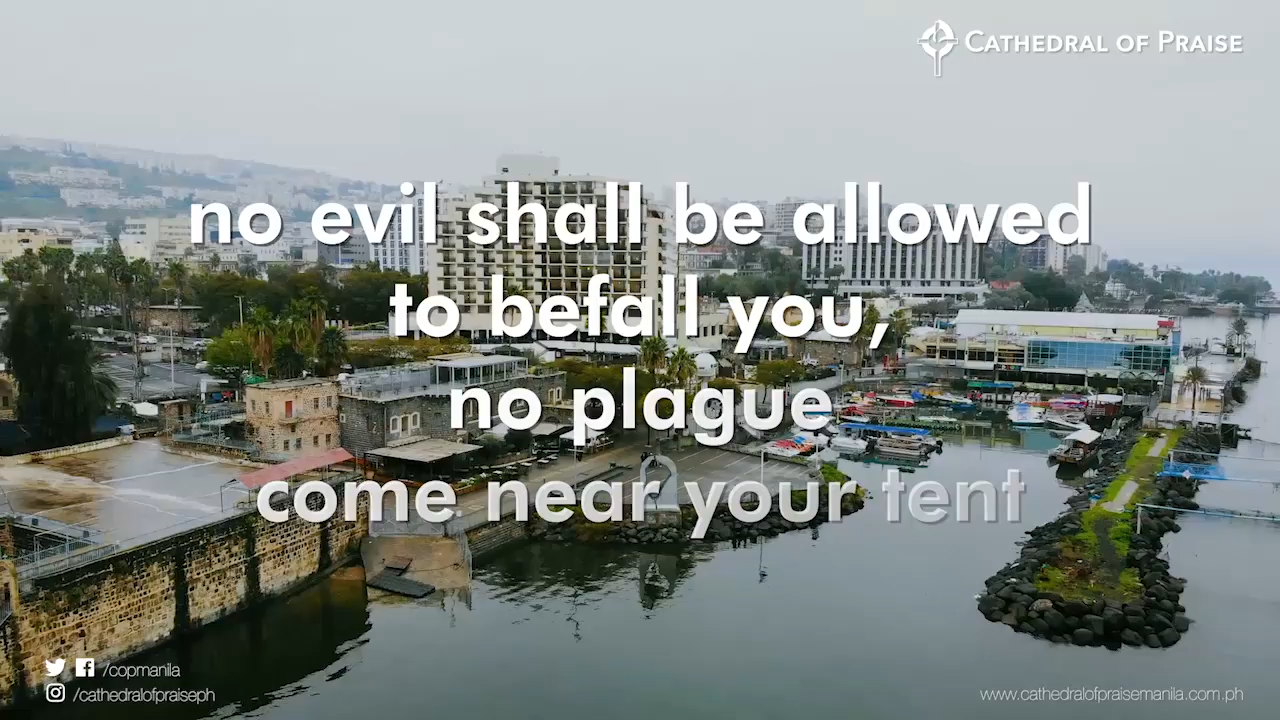 CATHEDRAL OF PRAISE
no evil shall be allowed
to befall you,
no plague
come near your tent
/copmanila
/cathedralofpraiseph
www.cathedralofpraisemanila.com.ph